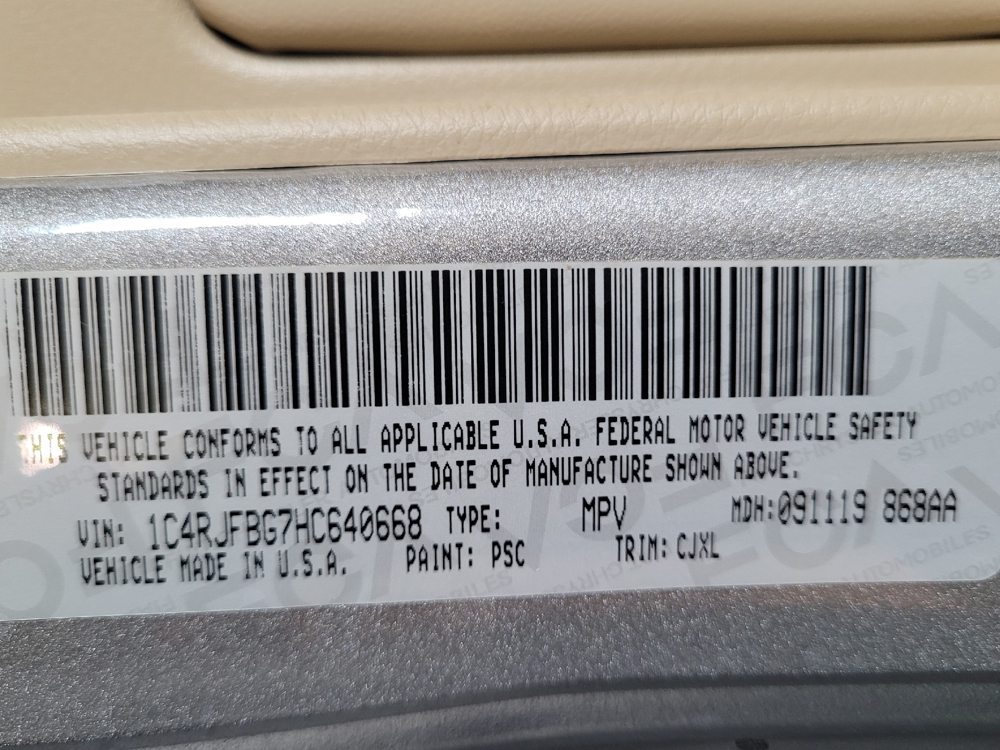 THIS VEHICLE CONFORMS TO ALL APPLICABLE U.S.A. FEDERAL MOTOR VEHICLE SAFETY
STANDARDS IN EFFECT ON THE DATE OF MANUFACTURE SHOWN ABOVE.
VIN: 1C4RJFBG7HC640668 TYPE: MPV MDH:091119 868AA
VEHICLE MADE IN U.S.A. PAINT: PSC TRIM: CJXL